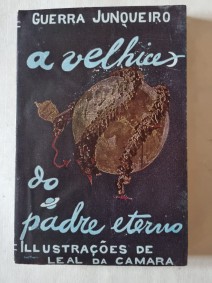 GUERRA JUNQUEIRO
a velhice
do
padre eterno
ILLUSTRAÇÕES DE
LEAL DA CAMARA